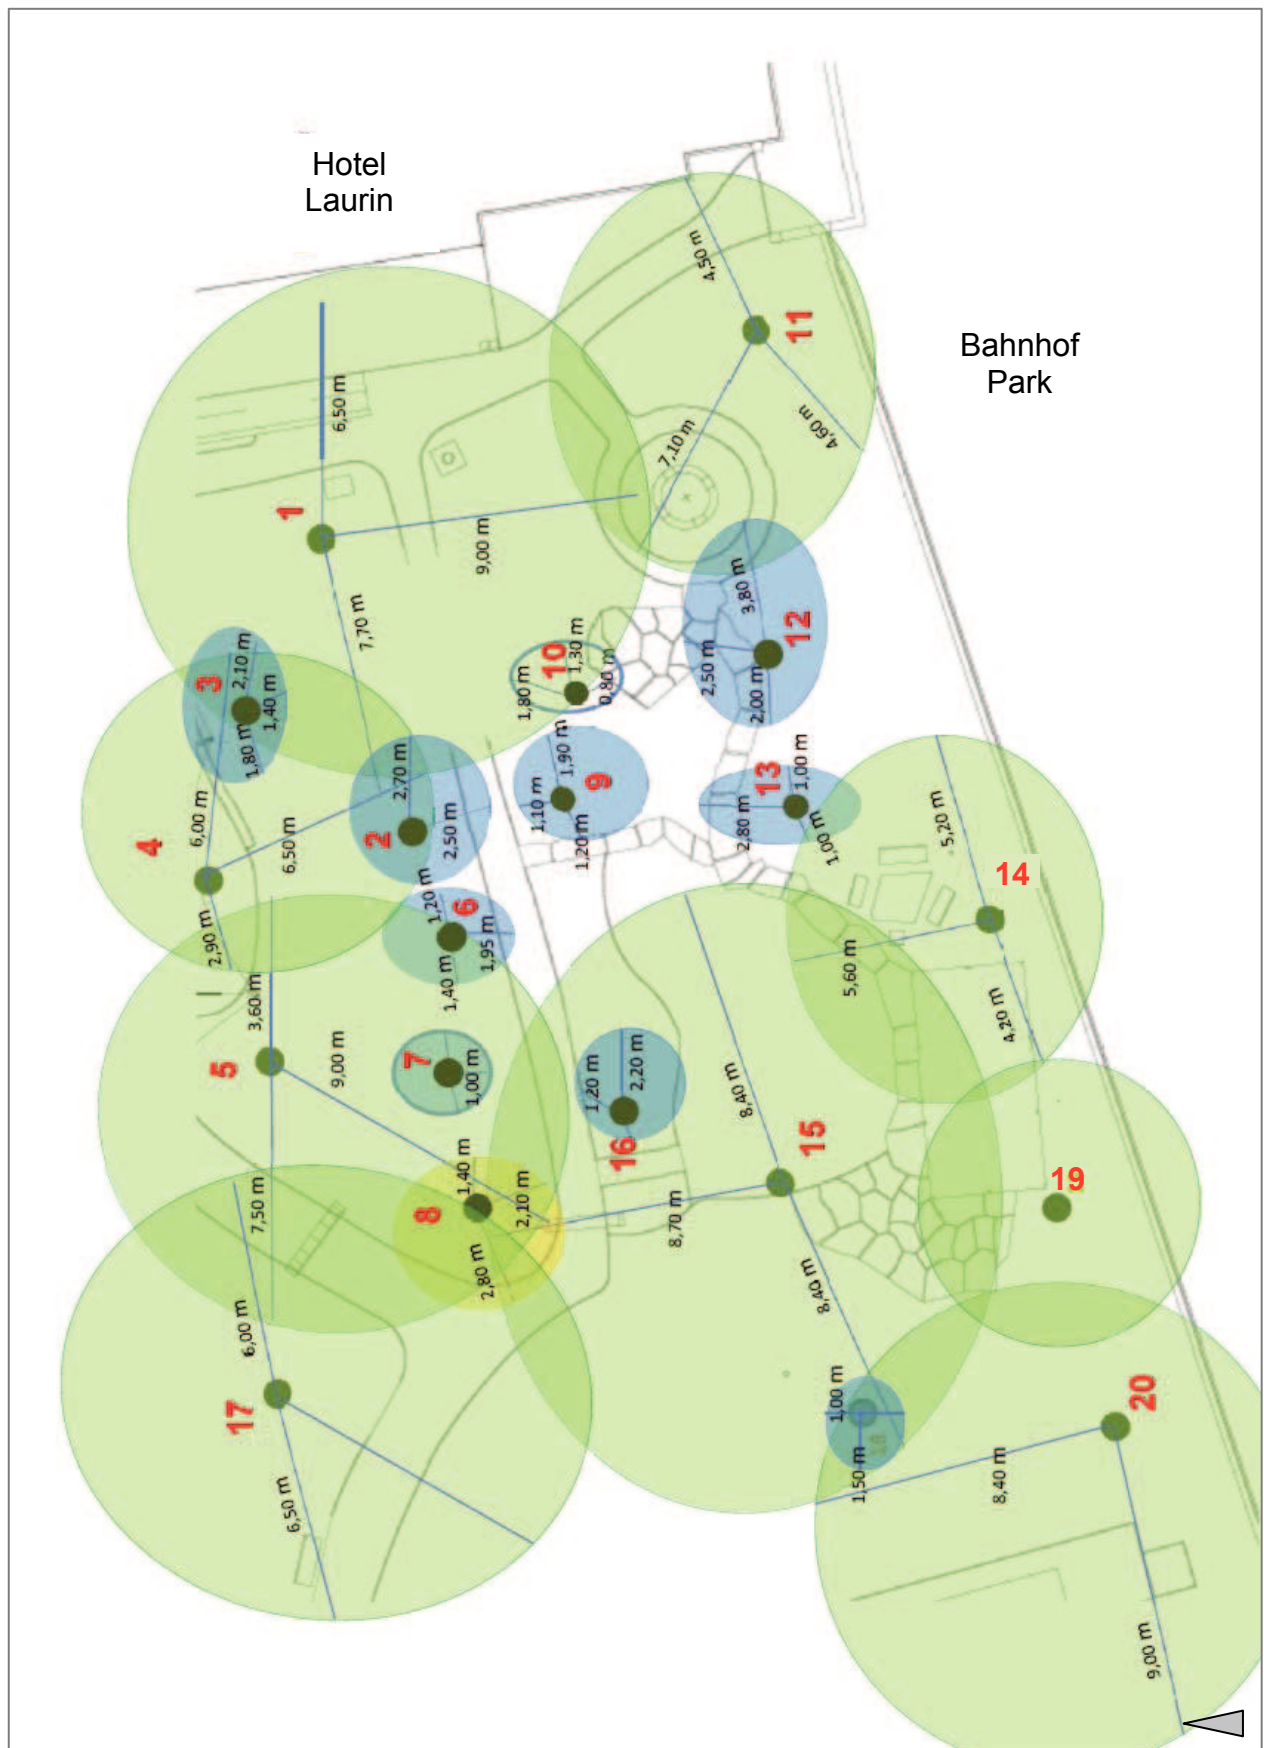 Hotel
Laurin
Bahnhof
Park
4,50 m
11
7,10 m
4,60 m
6,50 m
1
9,00 m
7,70 m
3
2,10 m
1,40 m
1,80 m
10
1,30 m
1,80 m
0,80 m
3,80 m
12
2,50 m
2,00 m
4
6,00 m
6,50 m
2,90 m
2
2,70 m
2,50 m
1,90 m
9
1,10 m
1,20 m
13
1,00 m
2,80 m
1,00 m
5,20 m
14
5,60 m
4,20 m
1,20 m
6
1,95 m
1,40 m
3,60 m
5
9,00 m
7,50 m
7
1,00 m
1,20 m
2,20 m
16
8,40 m
15
8,70 m
8,40 m
8
1,40 m
2,10 m
2,80 m
19
6,00 m
17
6,50 m
1,00 m
18
1,50 m
20
8,40 m
9,00 m